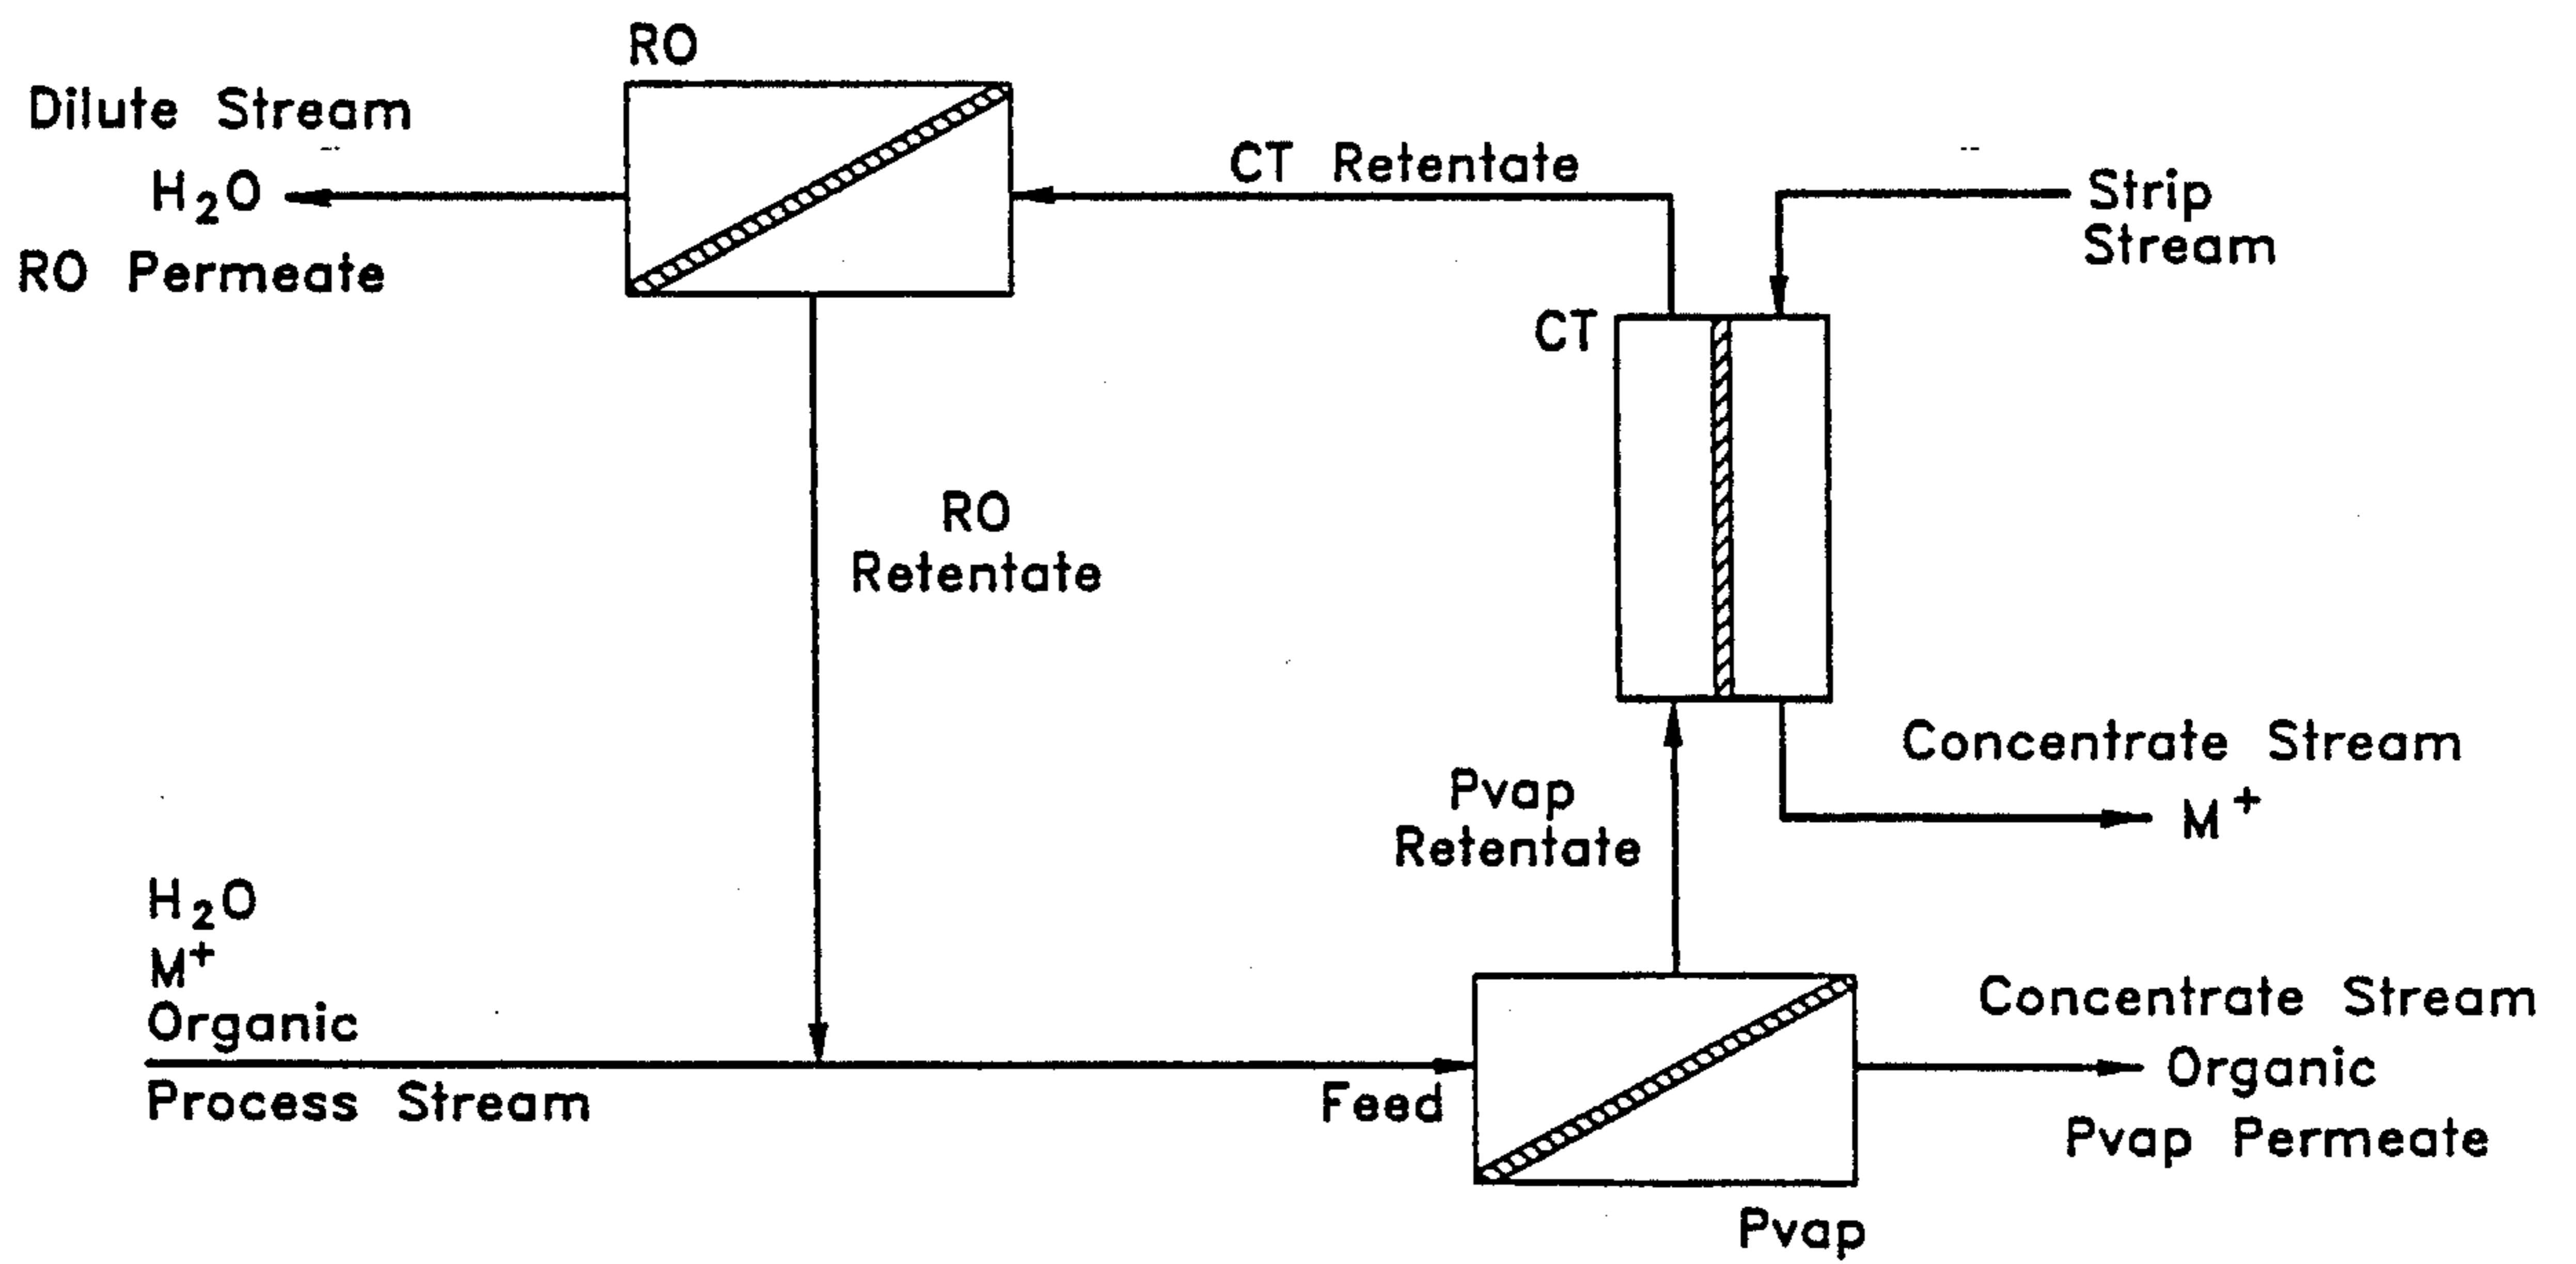 RO
Dilute Stream
H₂O
RO Permeate
CT Retentate
Strip
Stream
CT
RO
Retentate
Concentrate Stream
M⁺
Pvap
Retentate
H₂O
M⁺
Organic
Process Stream
Feed
Concentrate Stream
Organic
Pvap Permeate
Pvap